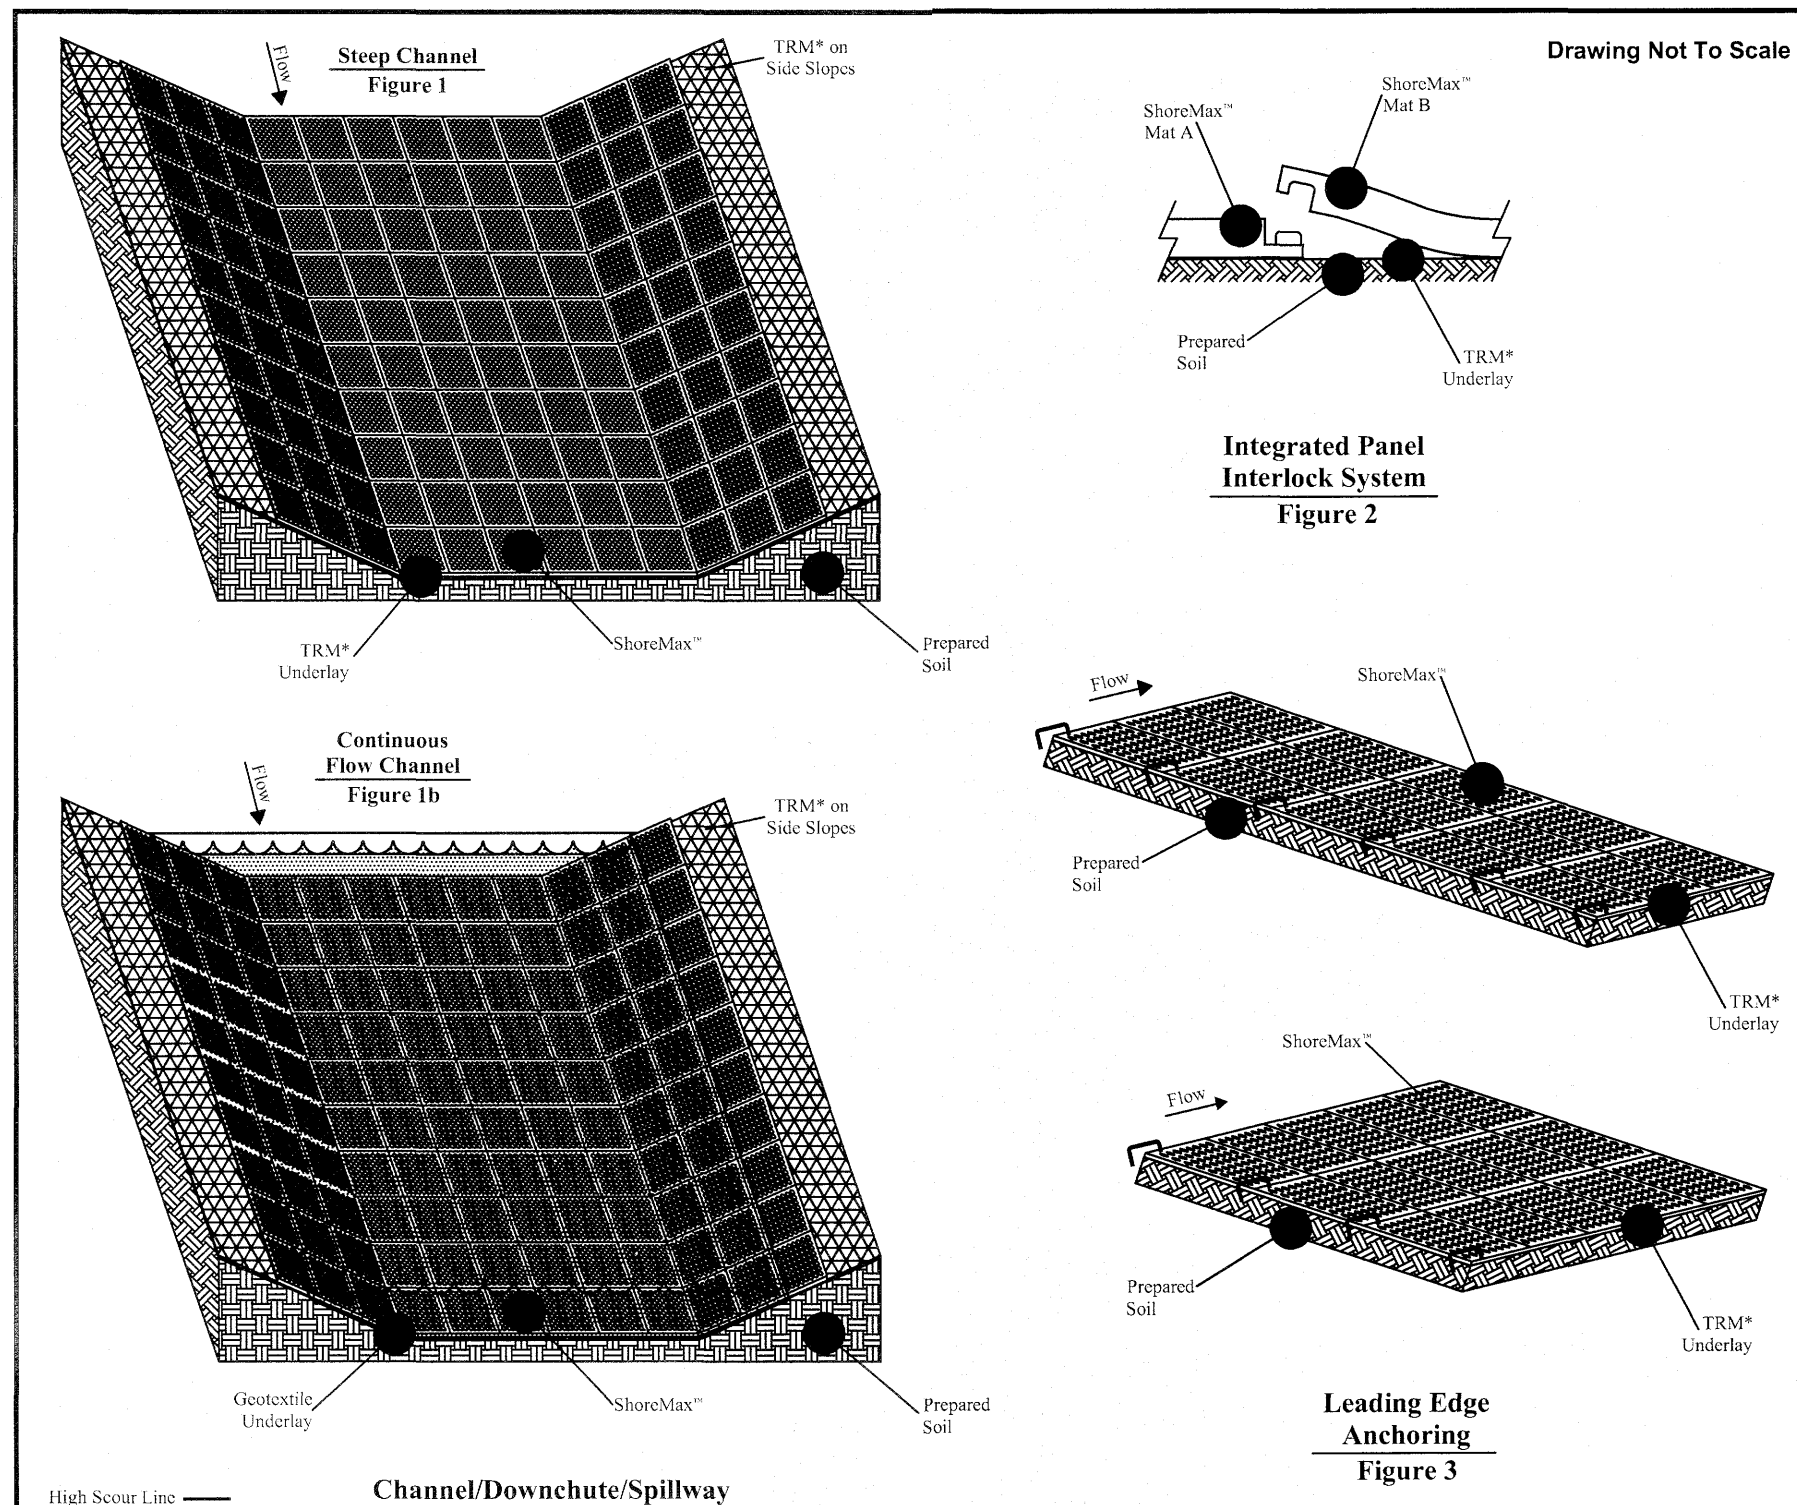 Steep Channel
Figure 1
Flow
TRM* on
Side Slopes
TRM*
Underlay
ShoreMax™
Prepared
Soil
Continuous
Flow Channel
Figure 1b
Flow
TRM* on
Side Slopes
Geotextile
Underlay
ShoreMax™
Prepared
Soil
High Scour Line
Channel/Downchute/Spillway
Drawing Not To Scale
ShoreMax™
Mat A
ShoreMax™
Mat B
Prepared
Soil
TRM*
Underlay
Integrated Panel
Interlock System
Figure 2
Flow
ShoreMax™
Prepared
Soil
TRM*
Underlay
ShoreMax™
Flow
Prepared
Soil
TRM*
Underlay
Leading Edge
Anchoring
Figure 3